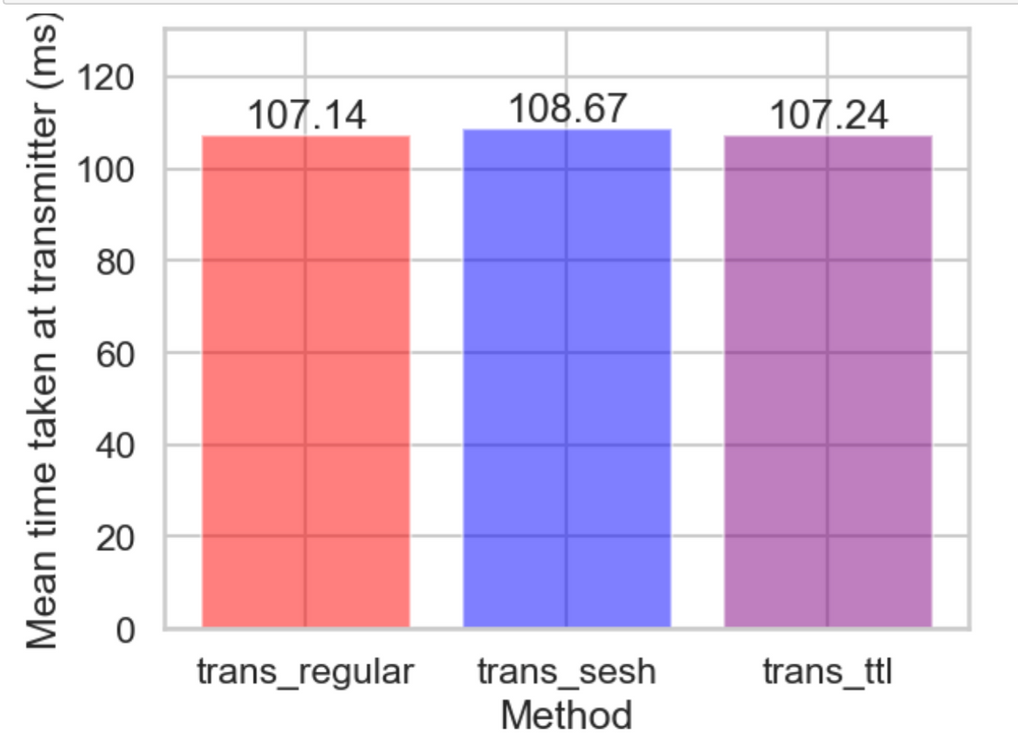 Mean time taken at transmitter (ms)
120
100
80
60
40
20
0
107.14
108.67
107.24
trans_regular
trans_sesh
trans_ttl
Method